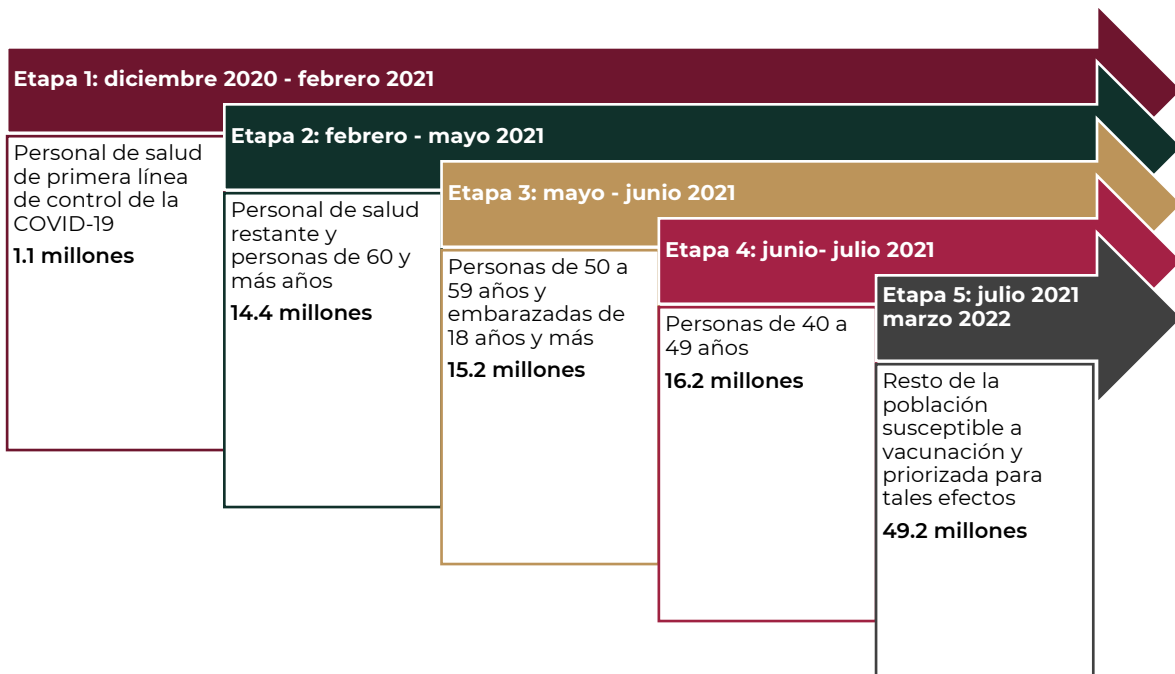 Etapa 1: diciembre 2020 - febrero 2021
Personal de salud
de primera línea
de control de la
COVID-19
1.1 millones
Etapa 2: febrero - mayo 2021
Personal de salud
restante y
personas de 60 y
más años
14.4 millones
Etapa 3: mayo - junio 2021
Personas de 50 a
59 años y
embarazadas de
18 años y más
15.2 millones
Etapa 4: junio- julio 2021
Personas de 40 a
49 años
16.2 millones
Etapa 5: julio 2021
marzo 2022
Resto de la
población
susceptible a
vacunación y
priorizada para
tales efectos
49.2 millones